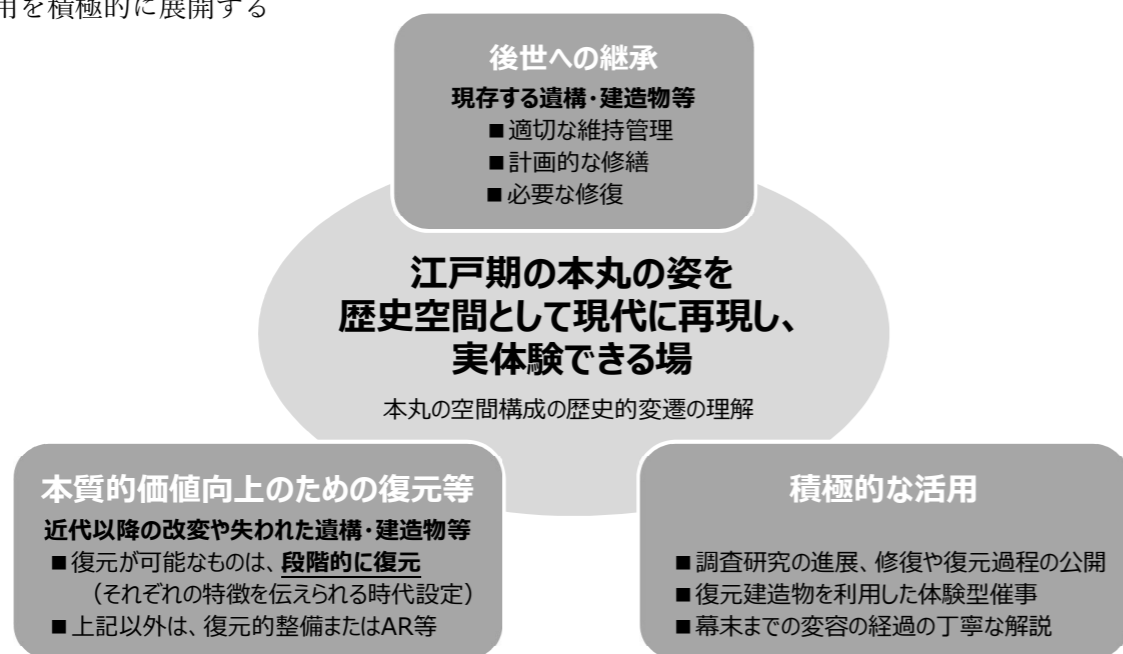 用を積極的に展開する
後世への継承
現存する遺構・建造物等
■適切な維持管理
■計画的な修繕
■必要な修復
江戸期の本丸の姿を
歴史空間として現代に再現し、
実体験できる場
本丸の空間構成の歴史的変遷の理解
本質的価値向上のための復元等
近代以降の改変や失われた遺構・建造物等
■復元が可能なものは、段階的に復元
（それぞれの特徴を伝えられる時代設定）
■上記以外は、復元的整備またはAR等
積極的な活用
■調査研究の進展、修復や復元過程の公開
■復元建造物を利用した体験型催事
■幕末までの変容の経過の丁寧な解説